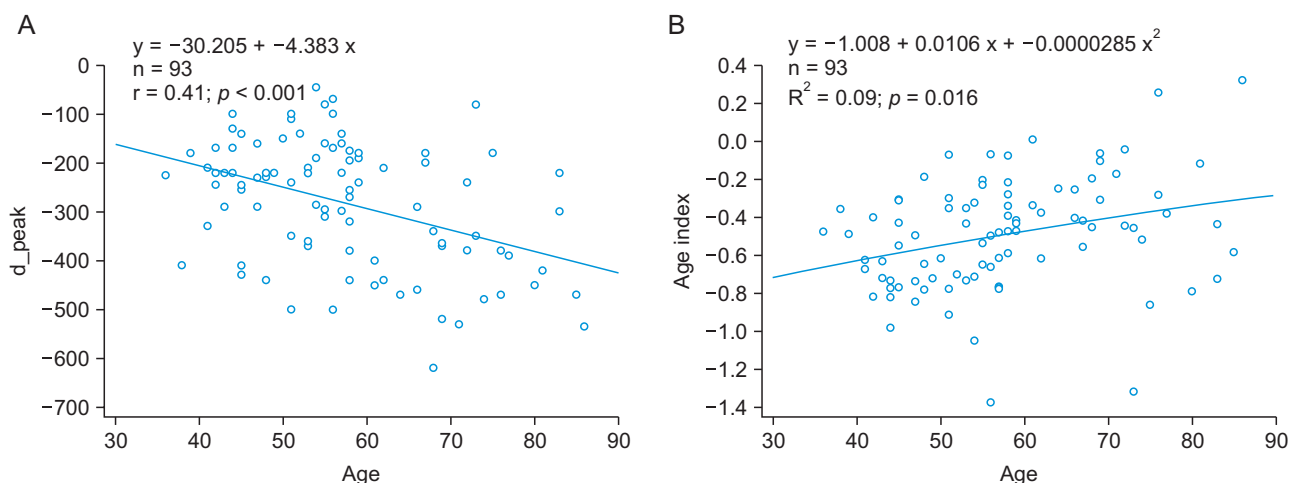 A
y = −30.205 + −4.383 x
n = 93
r = 0.41; p < 0.001
0
−100
−200
−300
−400
−500
−600
−700
d_peak
30 40 50 60 70 80 90
Age
B
y = −1.008 + 0.0106 x + −0.0000285 x²
n = 93
R² = 0.09; p = 0.016
0.4
0.2
0.0
−0.2
−0.4
−0.6
−0.8
−1.0
−1.2
−1.4
Age index
30 40 50 60 70 80 90
Age